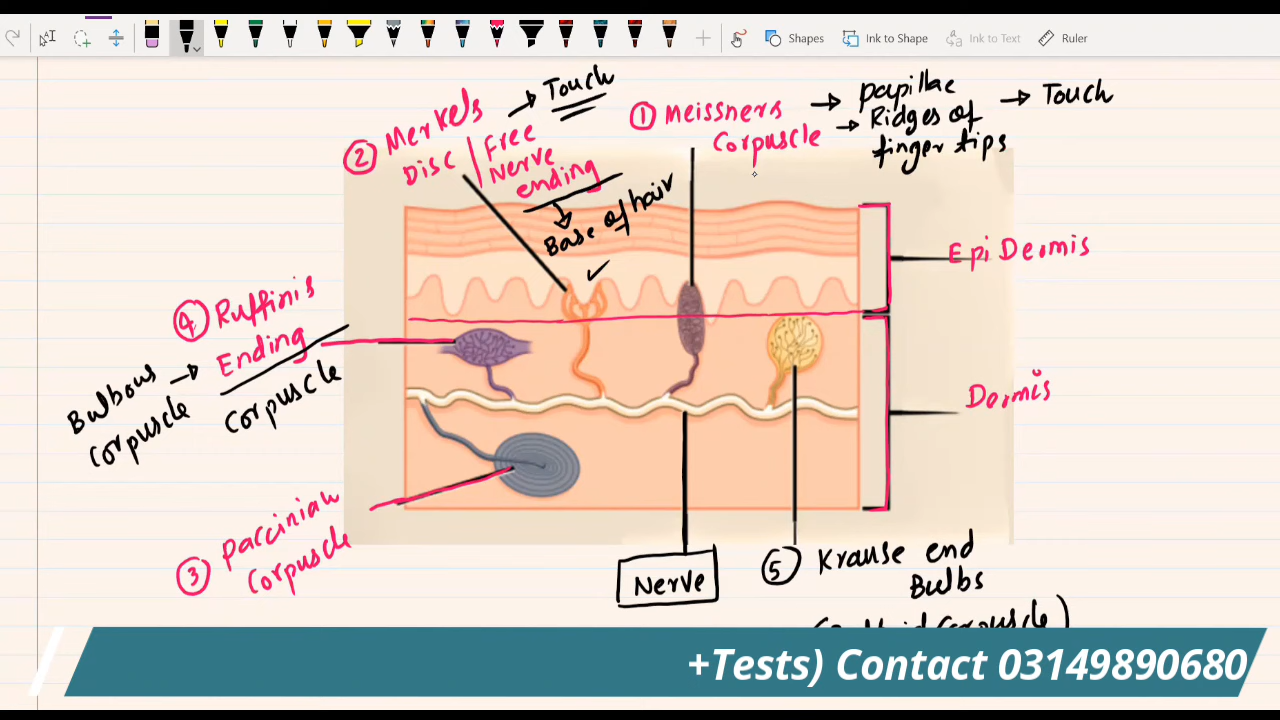 Shapes
Ink to Shape
Ink to Text
Ruler
② Merkels
Disc / Free
Nerve
ending
→ Touch
Base of hair
① Meissners
Corpuscle
→ papillae
→ Ridges of
finger tips
→ Touch
Epi Dermis
Dermis
④ Ruffinis
Ending
Corpuscle
Bulbous →
Corpuscle
③ Paccinian
Corpuscle
Nerve
⑤ Krause end
Bulbs
Corpuscle)
+Tests) Contact 03149890680